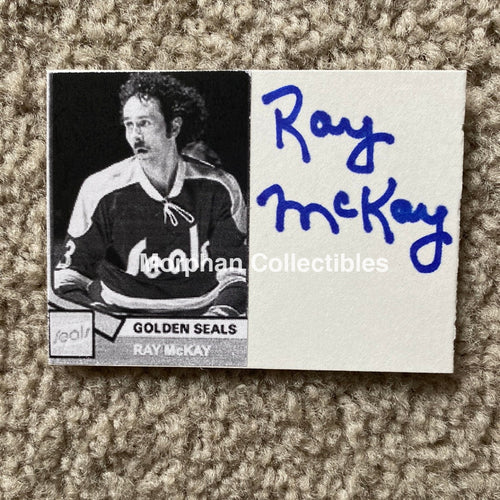 Ray
McKay
Seals
3
Morphan Collectibles
seals
GOLDEN SEALS
RAY McKAY